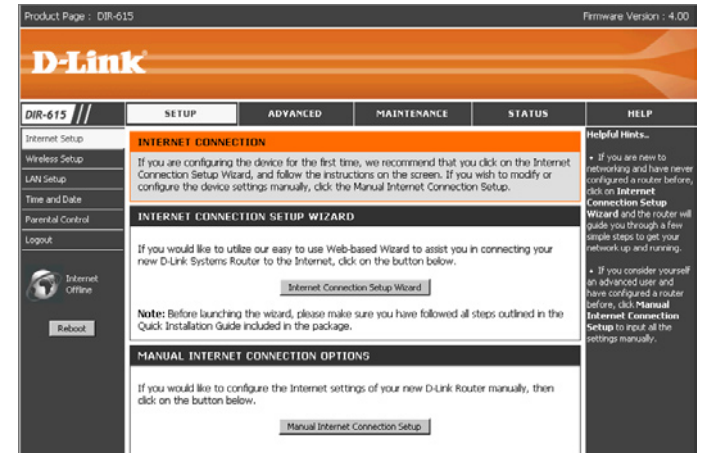 Product Page : DIR-615
Firmware Version : 4.00
D-Link
DIR-615
SETUP
ADVANCED
MAINTENANCE
STATUS
HELP
Internet Setup
Wireless Setup
LAN Setup
Time and Date
Parental Control
Logout
Internet
Offline
Reboot
INTERNET CONNECTION
If you are configuring the device for the first time, we recommend that you click on the Internet
Connection Setup Wizard, and follow the instructions on the screen. If you wish to modify or
configure the device settings manually, click the Manual Internet Connection Setup.
INTERNET CONNECTION SETUP WIZARD
If you would like to utilize our easy to use Web-based Wizard to assist you in connecting your
new D-Link Systems Router to the Internet, click on the button below.
Internet Connection Setup Wizard
Note: Before launching the wizard, please make sure you have followed all steps outlined in the
Quick Installation Guide included in the package.
MANUAL INTERNET CONNECTION OPTIONS
If you would like to configure the Internet settings of your new D-Link Router manually, then
click on the button below.
Manual Internet Connection Setup
Helpful Hints..
• If you are new to
networking and have never
configured a router before,
click on Internet
Connection Setup
Wizard and the router will
guide you through a few
simple steps to get your
network up and running.
• If you consider yourself
an advanced user and
have configured a router
before, click Manual
Internet Connection
Setup to input all the
settings manually.